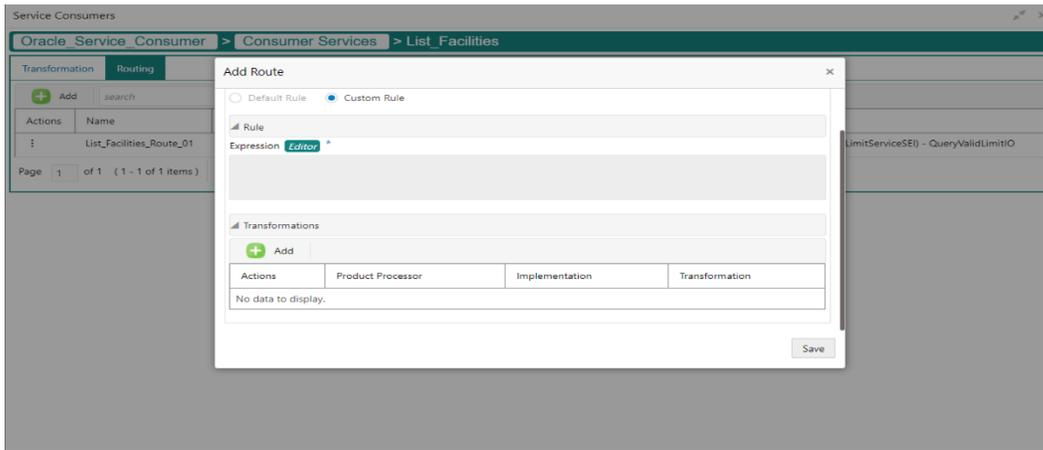 Service Consumers
Oracle_Service_Consumer > Consumer Services > List_Facilities
Transformation Routing
Add search
Actions Name
List_Facilities_Route_01 LimitServiceSEI) - QueryValidLimitIO
Page 1 of 1 ( 1 - 1 of 1 items )
Add Route
Default Rule Custom Rule
Rule
Expression Editor *
Transformations
Add
Actions Product Processor Implementation Transformation
No data to display.
Save